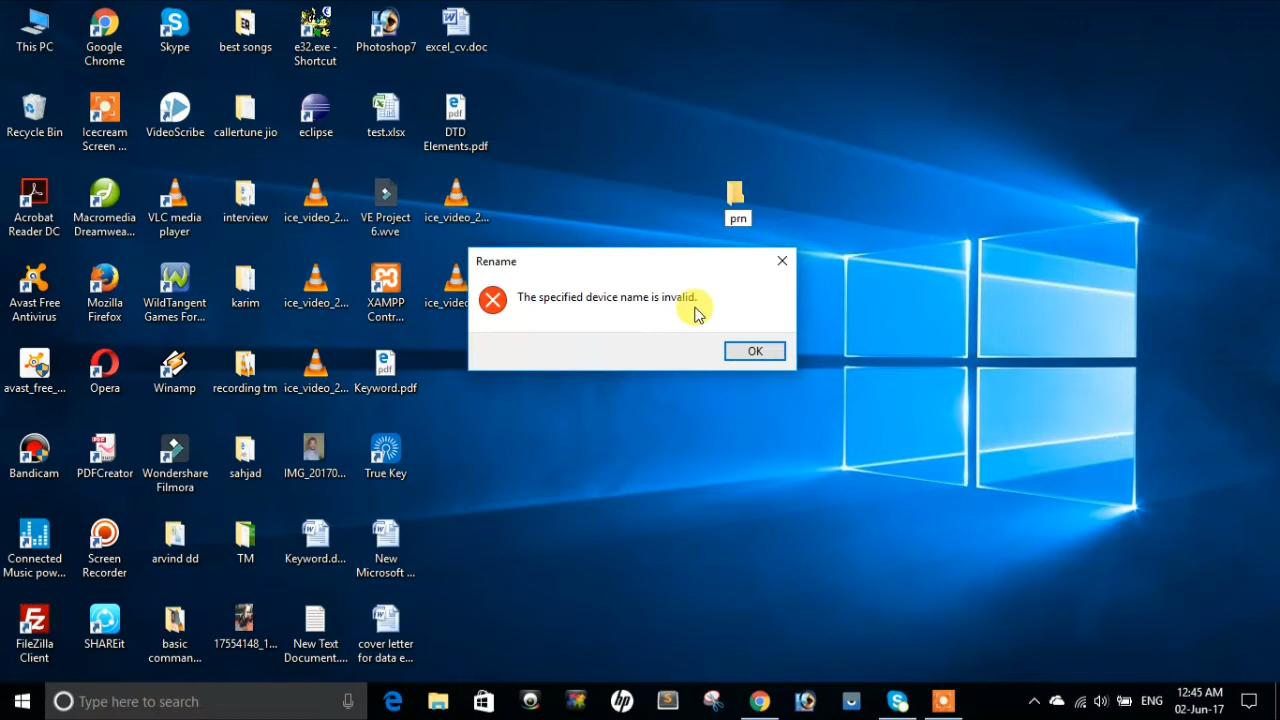 This PC
Google
Chrome
Skype
best songs
e32.exe -
Shortcut
Photoshop7
excel_cv.doc
Recycle Bin
Icecream
Screen ...
VideoScribe
callertune jio
eclipse
test.xlsx
DTD
Elements.pdf
Acrobat
Reader DC
Macromedia
Dreamwea...
VLC media
player
interview
ice_video_2...
VE Project
6.wve
ice_video_2...
prn
Rename
The specified device name is invalid.
OK
Avast Free
Antivirus
Mozilla
Firefox
WildTangent
Games For...
karim
ice_video_2...
XAMPP
Contr...
ice_video
avast_free_...
Opera
Winamp
recording tm
ice_video_2...
Keyword.pdf
Bandicam
PDFCreator
Wondershare
Filmora
sahjad
IMG_20170...
True Key
Connected
Music pow...
Screen
Recorder
arvind dd
TM
Keyword.d...
New
Microsoft ...
FileZilla
Client
SHAREit
basic
comman...
17554148_1...
New Text
Document....
cover letter
for data e...
Type here to search
ENG
12:45 AM
02-Jun-17